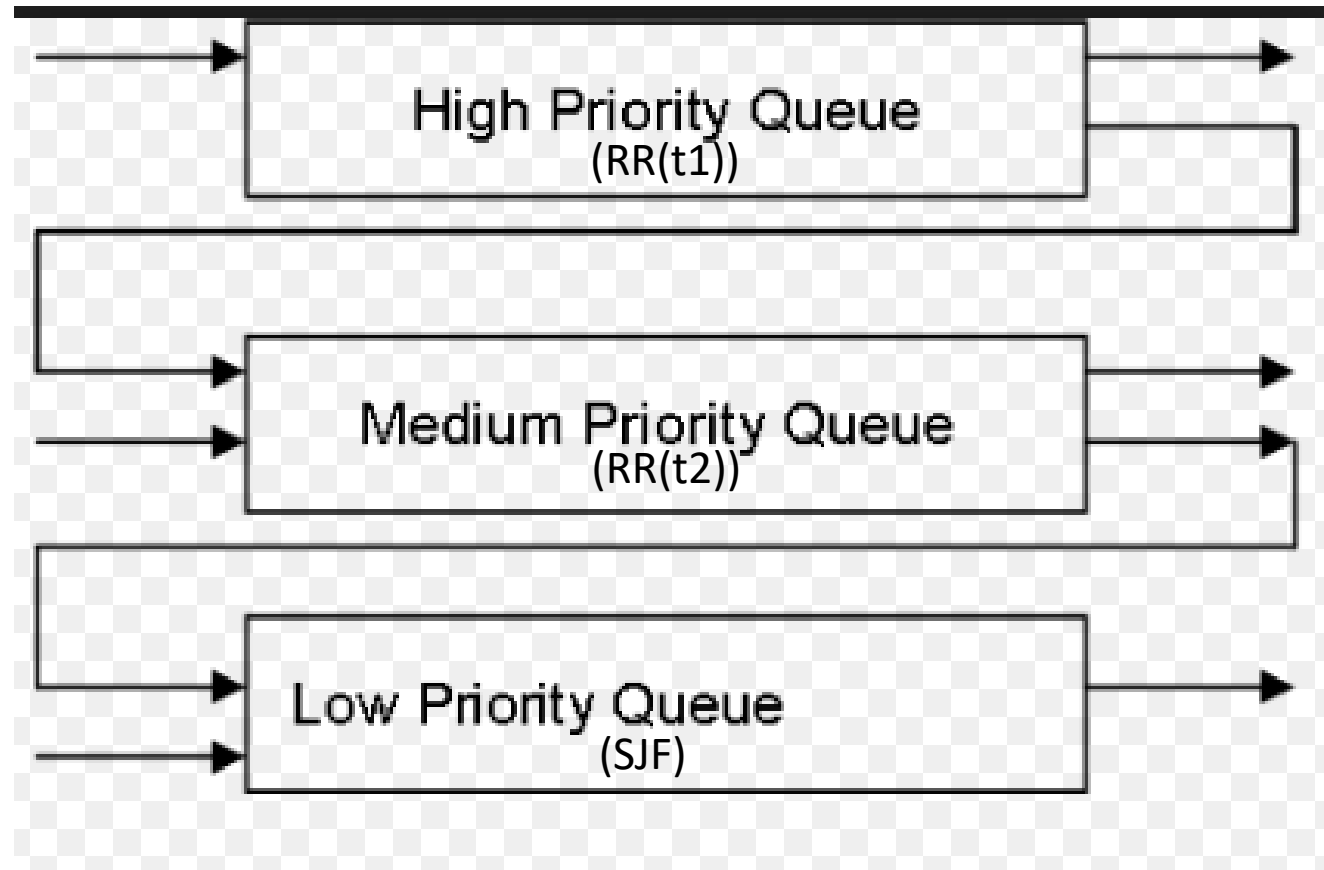 High Priority Queue
(RR(t1))
Medium Priority Queue
(RR(t2))
Low Priority Queue
(SJF)